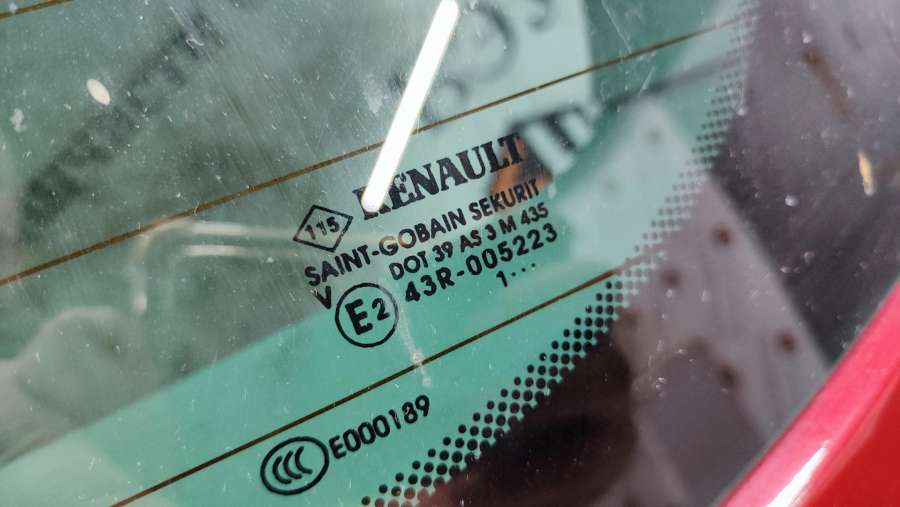 RENAULT
115
SAINT-GOBAIN SEKURIT
DOT 39 AS 3 M 435
V E2 43R-005223
1...
CCC E000189